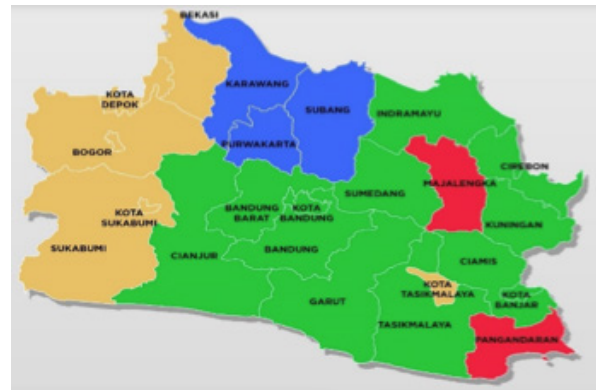 BEKASI
KARAWANG
KOTA
DEPOK
SUBANG
INDRAMAYU
PURWAKARTA
BOGOR
CIREBON
MAJALENGKA
SUMEDANG
BANDUNG
BARAT
KOTA
BANDUNG
KOTA
SUKABUMI
KUNINGAN
SUKABUMI
CIANJUR
BANDUNG
CIAMIS
KOTA
TASIKMALAYA
GARUT
KOTA
BANJAR
TASIKMALAYA
PANGANDARAN